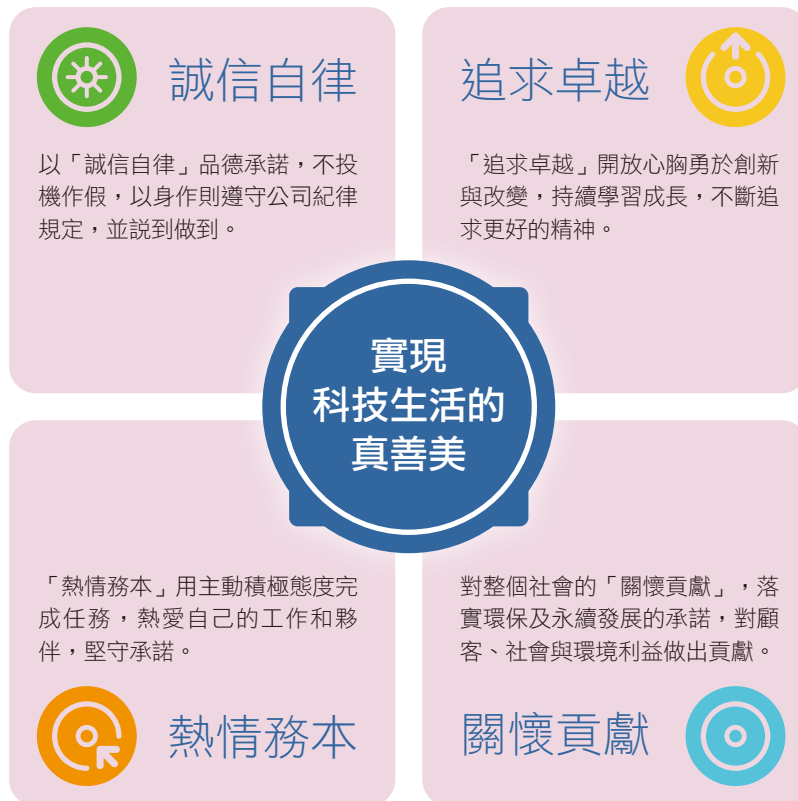 誠信自律
以「誠信自律」品德承諾，不投
機作假，以身作則遵守公司紀律
規定，並説到做到。
追求卓越
「追求卓越」開放心胸勇於創新
與改變，持續學習成長，不斷追
求更好的精神。
實現
科技生活的
真善美
「熱情務本」用主動積極態度完
成任務，熱愛自己的工作和夥
伴，堅守承諾。
熱情務本
對整個社會的「關懷貢獻」，落
實環保及永續發展的承諾，對顧
客、社會與環境利益做出貢獻。
關懷貢獻